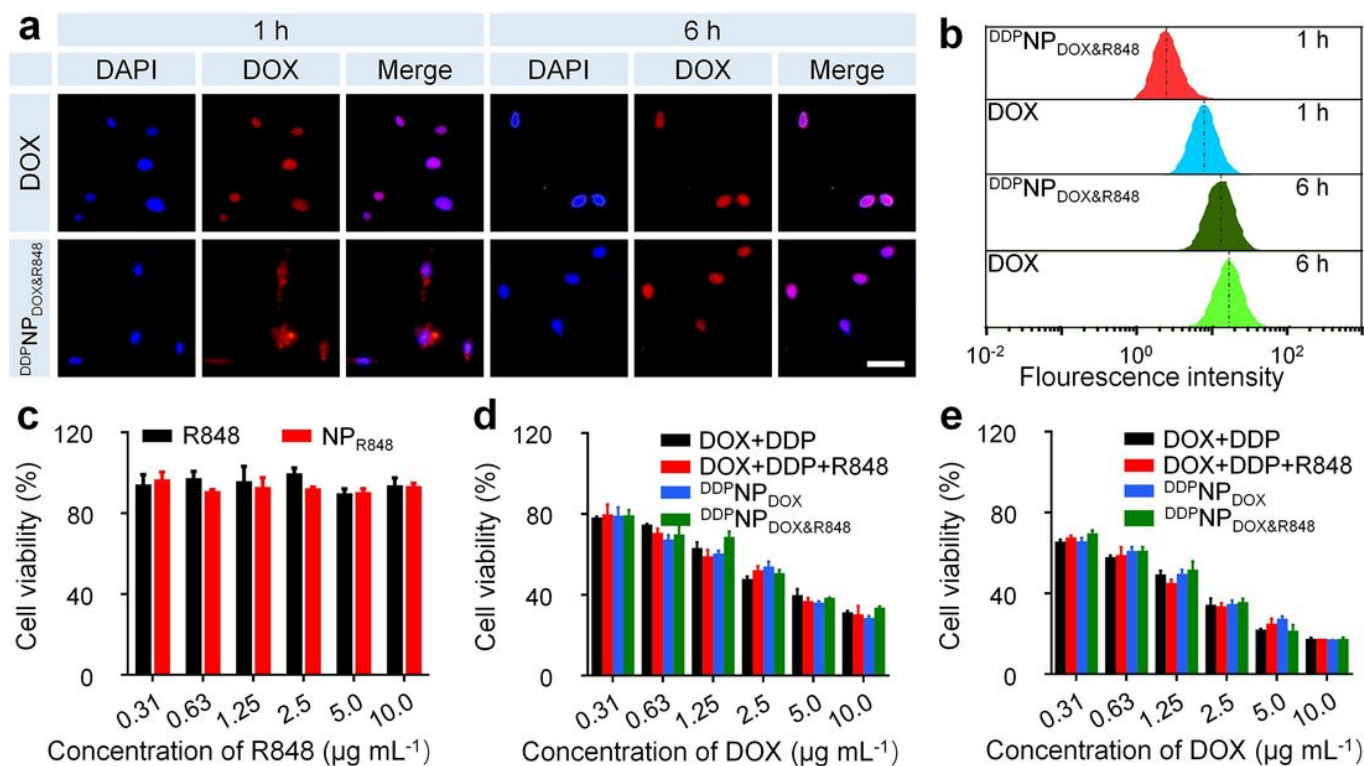 a
1 h 6 h
DAPI DOX Merge DAPI DOX Merge
DOX
DDPNPDOX&R848
b
DDPNPDOX&R848 1 h
DOX 1 h
DDPNPDOX&R848 6 h
DOX 6 h
10-2 100 102
Flourescence intensity
c
R848 NPR848
120
80
40
0
Cell viability (%)
0.31 0.63 1.25 2.5 5.0 10.0
Concentration of R848 (µg mL-1)
d
DOX+DDP
DOX+DDP+R848
DDPNPDOX
DDPNPDOX&R848
120
80
40
0
Cell viability (%)
0.31 0.63 1.25 2.5 5.0 10.0
Concentration of DOX (µg mL-1)
e
DOX+DDP
DOX+DDP+R848
DDPNPDOX
DDPNPDOX&R848
120
80
40
0
Cell viability (%)
0.31 0.63 1.25 2.5 5.0 10.0
Concentration of DOX (µg mL-1)